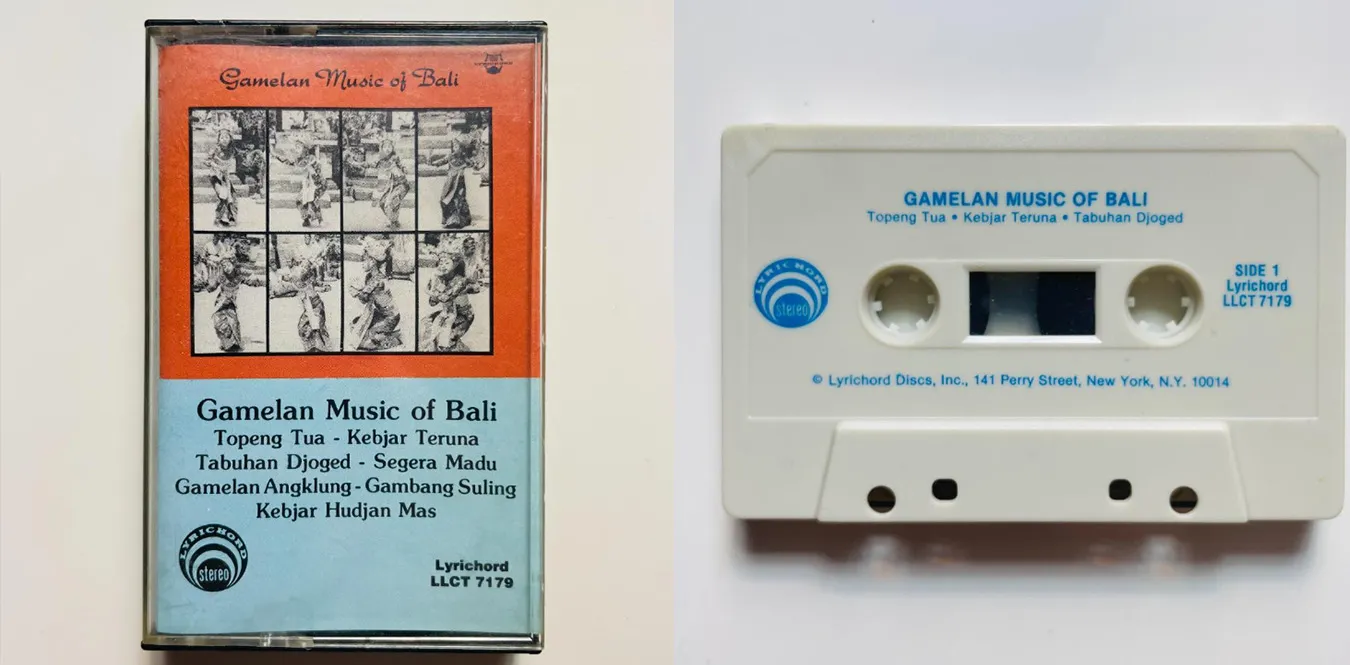 Gamelan Music of Bali
Gamelan Music of Bali
Topeng Tua - Kebjar Teruna
Tabuhan Djoged - Segera Madu
Gamelan Angklung - Gambang Suling
Kebjar Hudjan Mas
LYRICHORD
stereo
Lyrichord
LLCT 7179
GAMELAN MUSIC OF BALI
Topeng Tua • Kebjar Teruna • Tabuhan Djoged
LYRICHORD
stereo
SIDE 1
Lyrichord
LLCT 7179
© Lyrichord Discs, Inc., 141 Perry Street, New York, N.Y. 10014